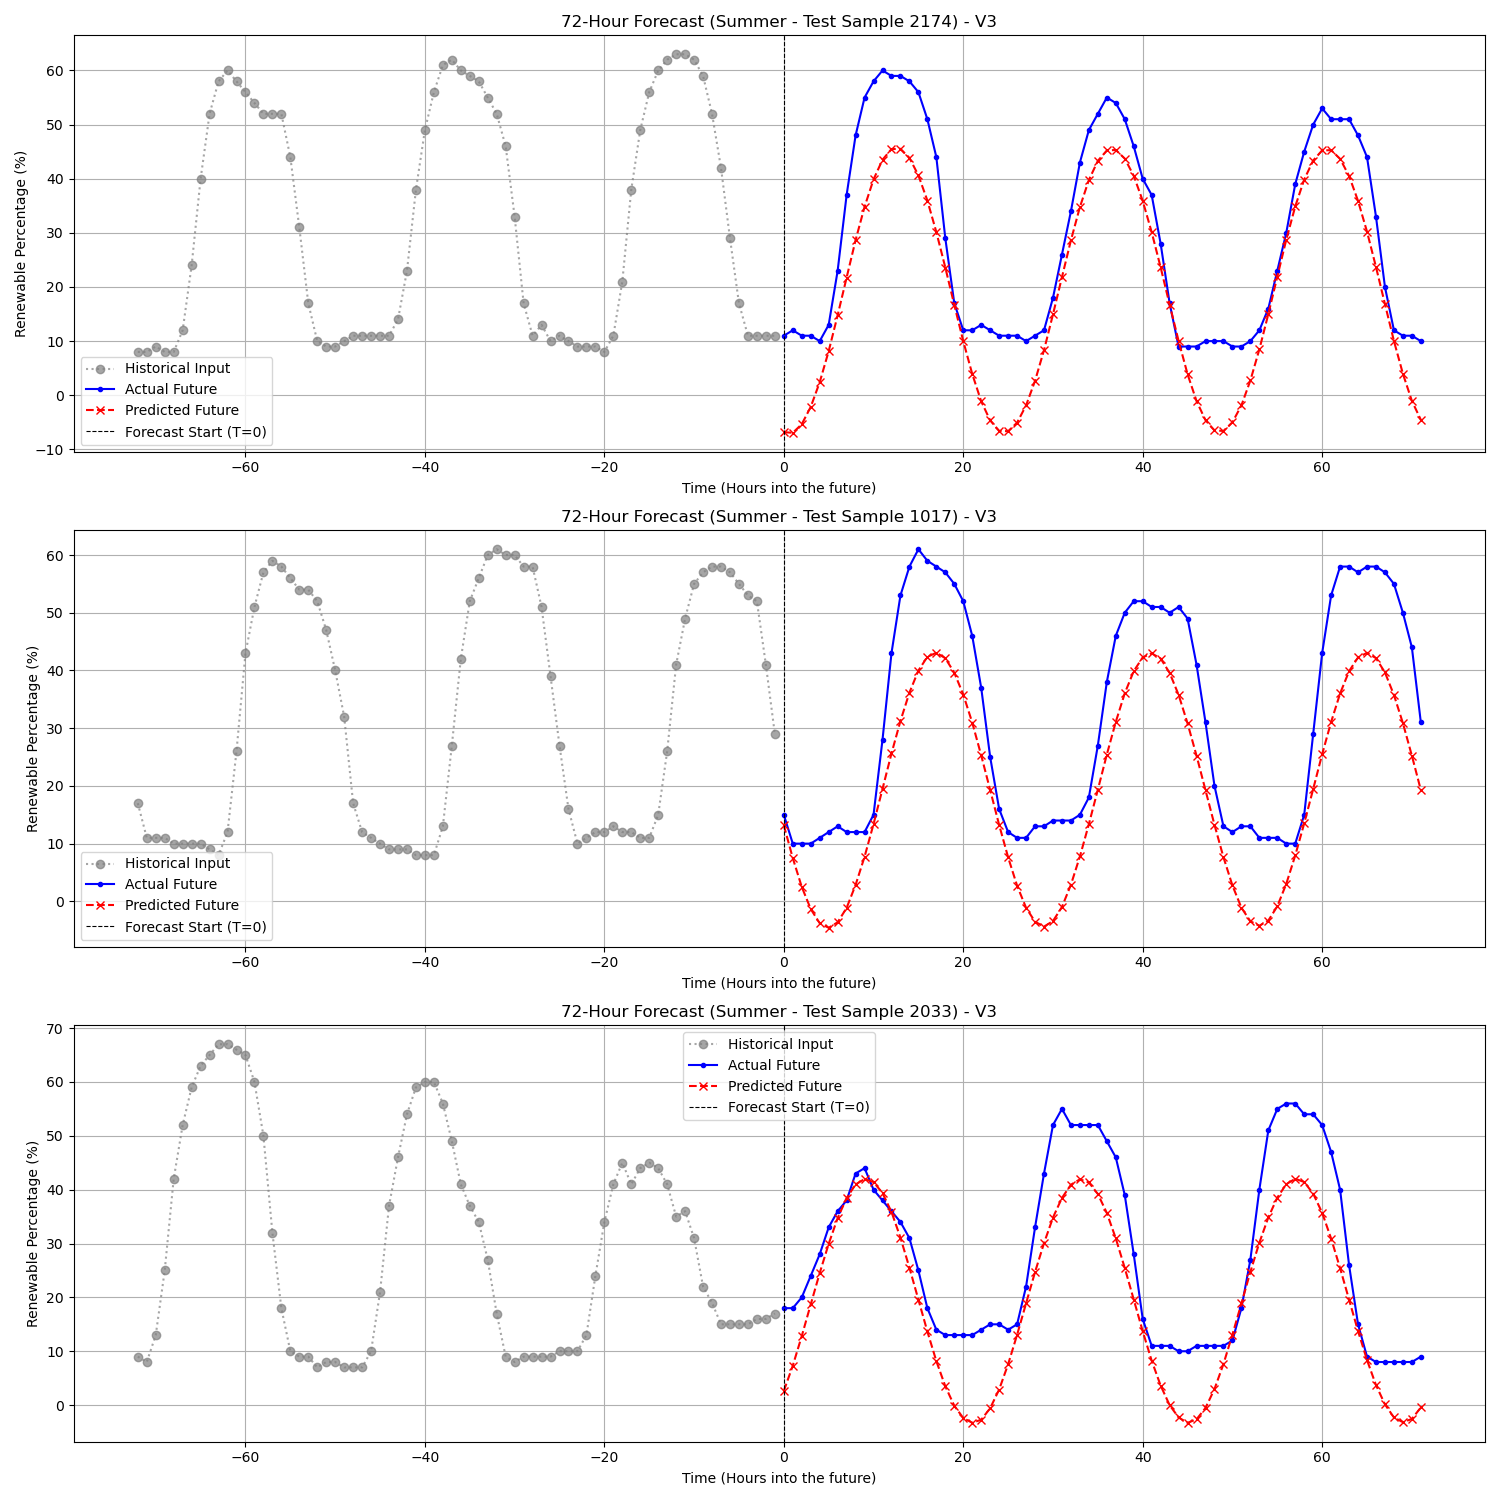 72-Hour Forecast (Summer - Test Sample 2174) - V3
Renewable Percentage (%)
60
50
40
30
20
10
0
−10
Historical Input
Actual Future
Predicted Future
Forecast Start (T=0)
−60 −40 −20 0 20 40 60
Time (Hours into the future)
72-Hour Forecast (Summer - Test Sample 1017) - V3
Renewable Percentage (%)
60
50
40
30
20
10
0
Historical Input
Actual Future
Predicted Future
Forecast Start (T=0)
−60 −40 −20 0 20 40 60
Time (Hours into the future)
72-Hour Forecast (Summer - Test Sample 2033) - V3
Renewable Percentage (%)
70
60
50
40
30
20
10
0
Historical Input
Actual Future
Predicted Future
Forecast Start (T=0)
−60 −40 −20 0 20 40 60
Time (Hours into the future)